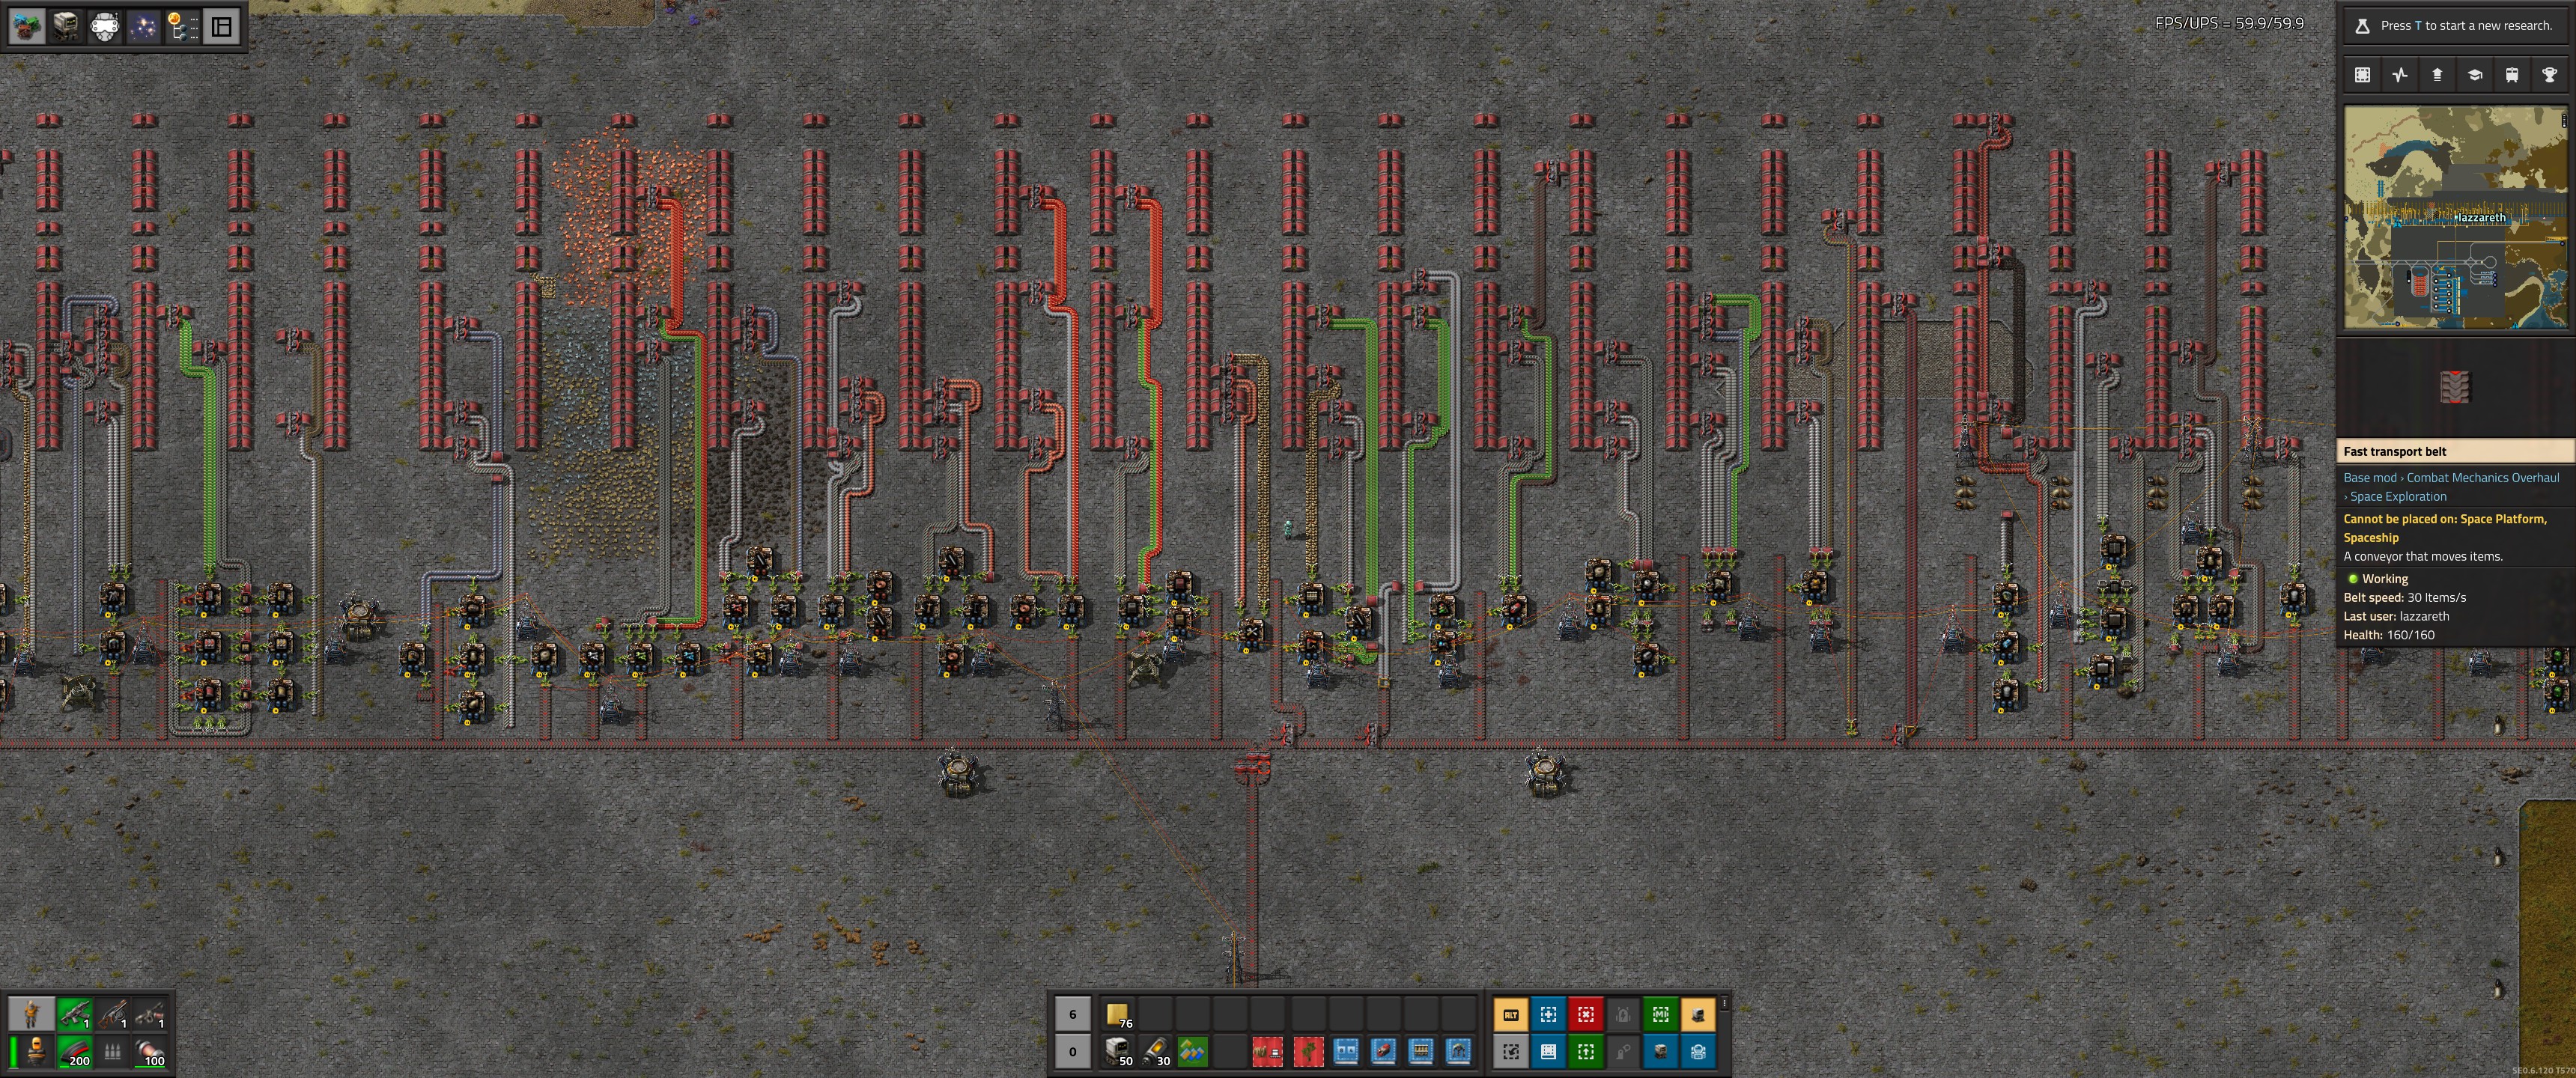 FPS/UPS = 59.9/59.9
Press T to start a new research.
lazzareth
Fast transport belt
Base mod › Combat Mechanics Overhaul
› Space Exploration
Cannot be placed on: Space Platform,
Spaceship
A conveyor that moves items.
Working
Belt speed: 30 Items/s
Last user: lazzareth
Health: 160/160
1
1
1
200
100
6
76
ALT
0
50
30